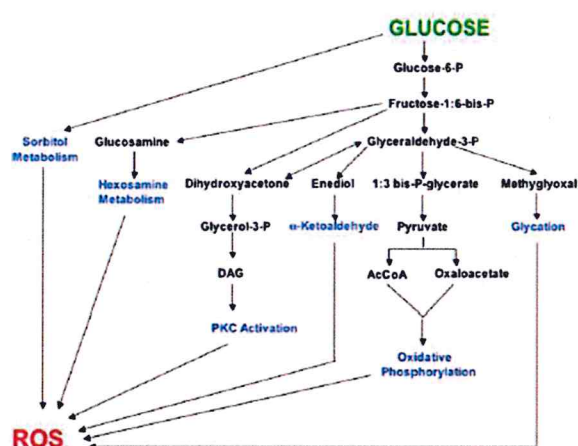 GLUCOSE
Glucose-6-P
Fructose-1:6-bis-P
Sorbitol
Metabolism
Glucosamine
Glyceraldehyde-3-P
Hexosamine
Metabolism
Dihydroxyacetone
Enediol
1:3 bis-P-glycerate
Methyglyoxal
Glycerol-3-P
α-Ketoaldehyde
Pyruvate
Glycation
DAG
AcCoA
Oxaloacetate
PKC Activation
Oxidative
Phosphorylation
ROS